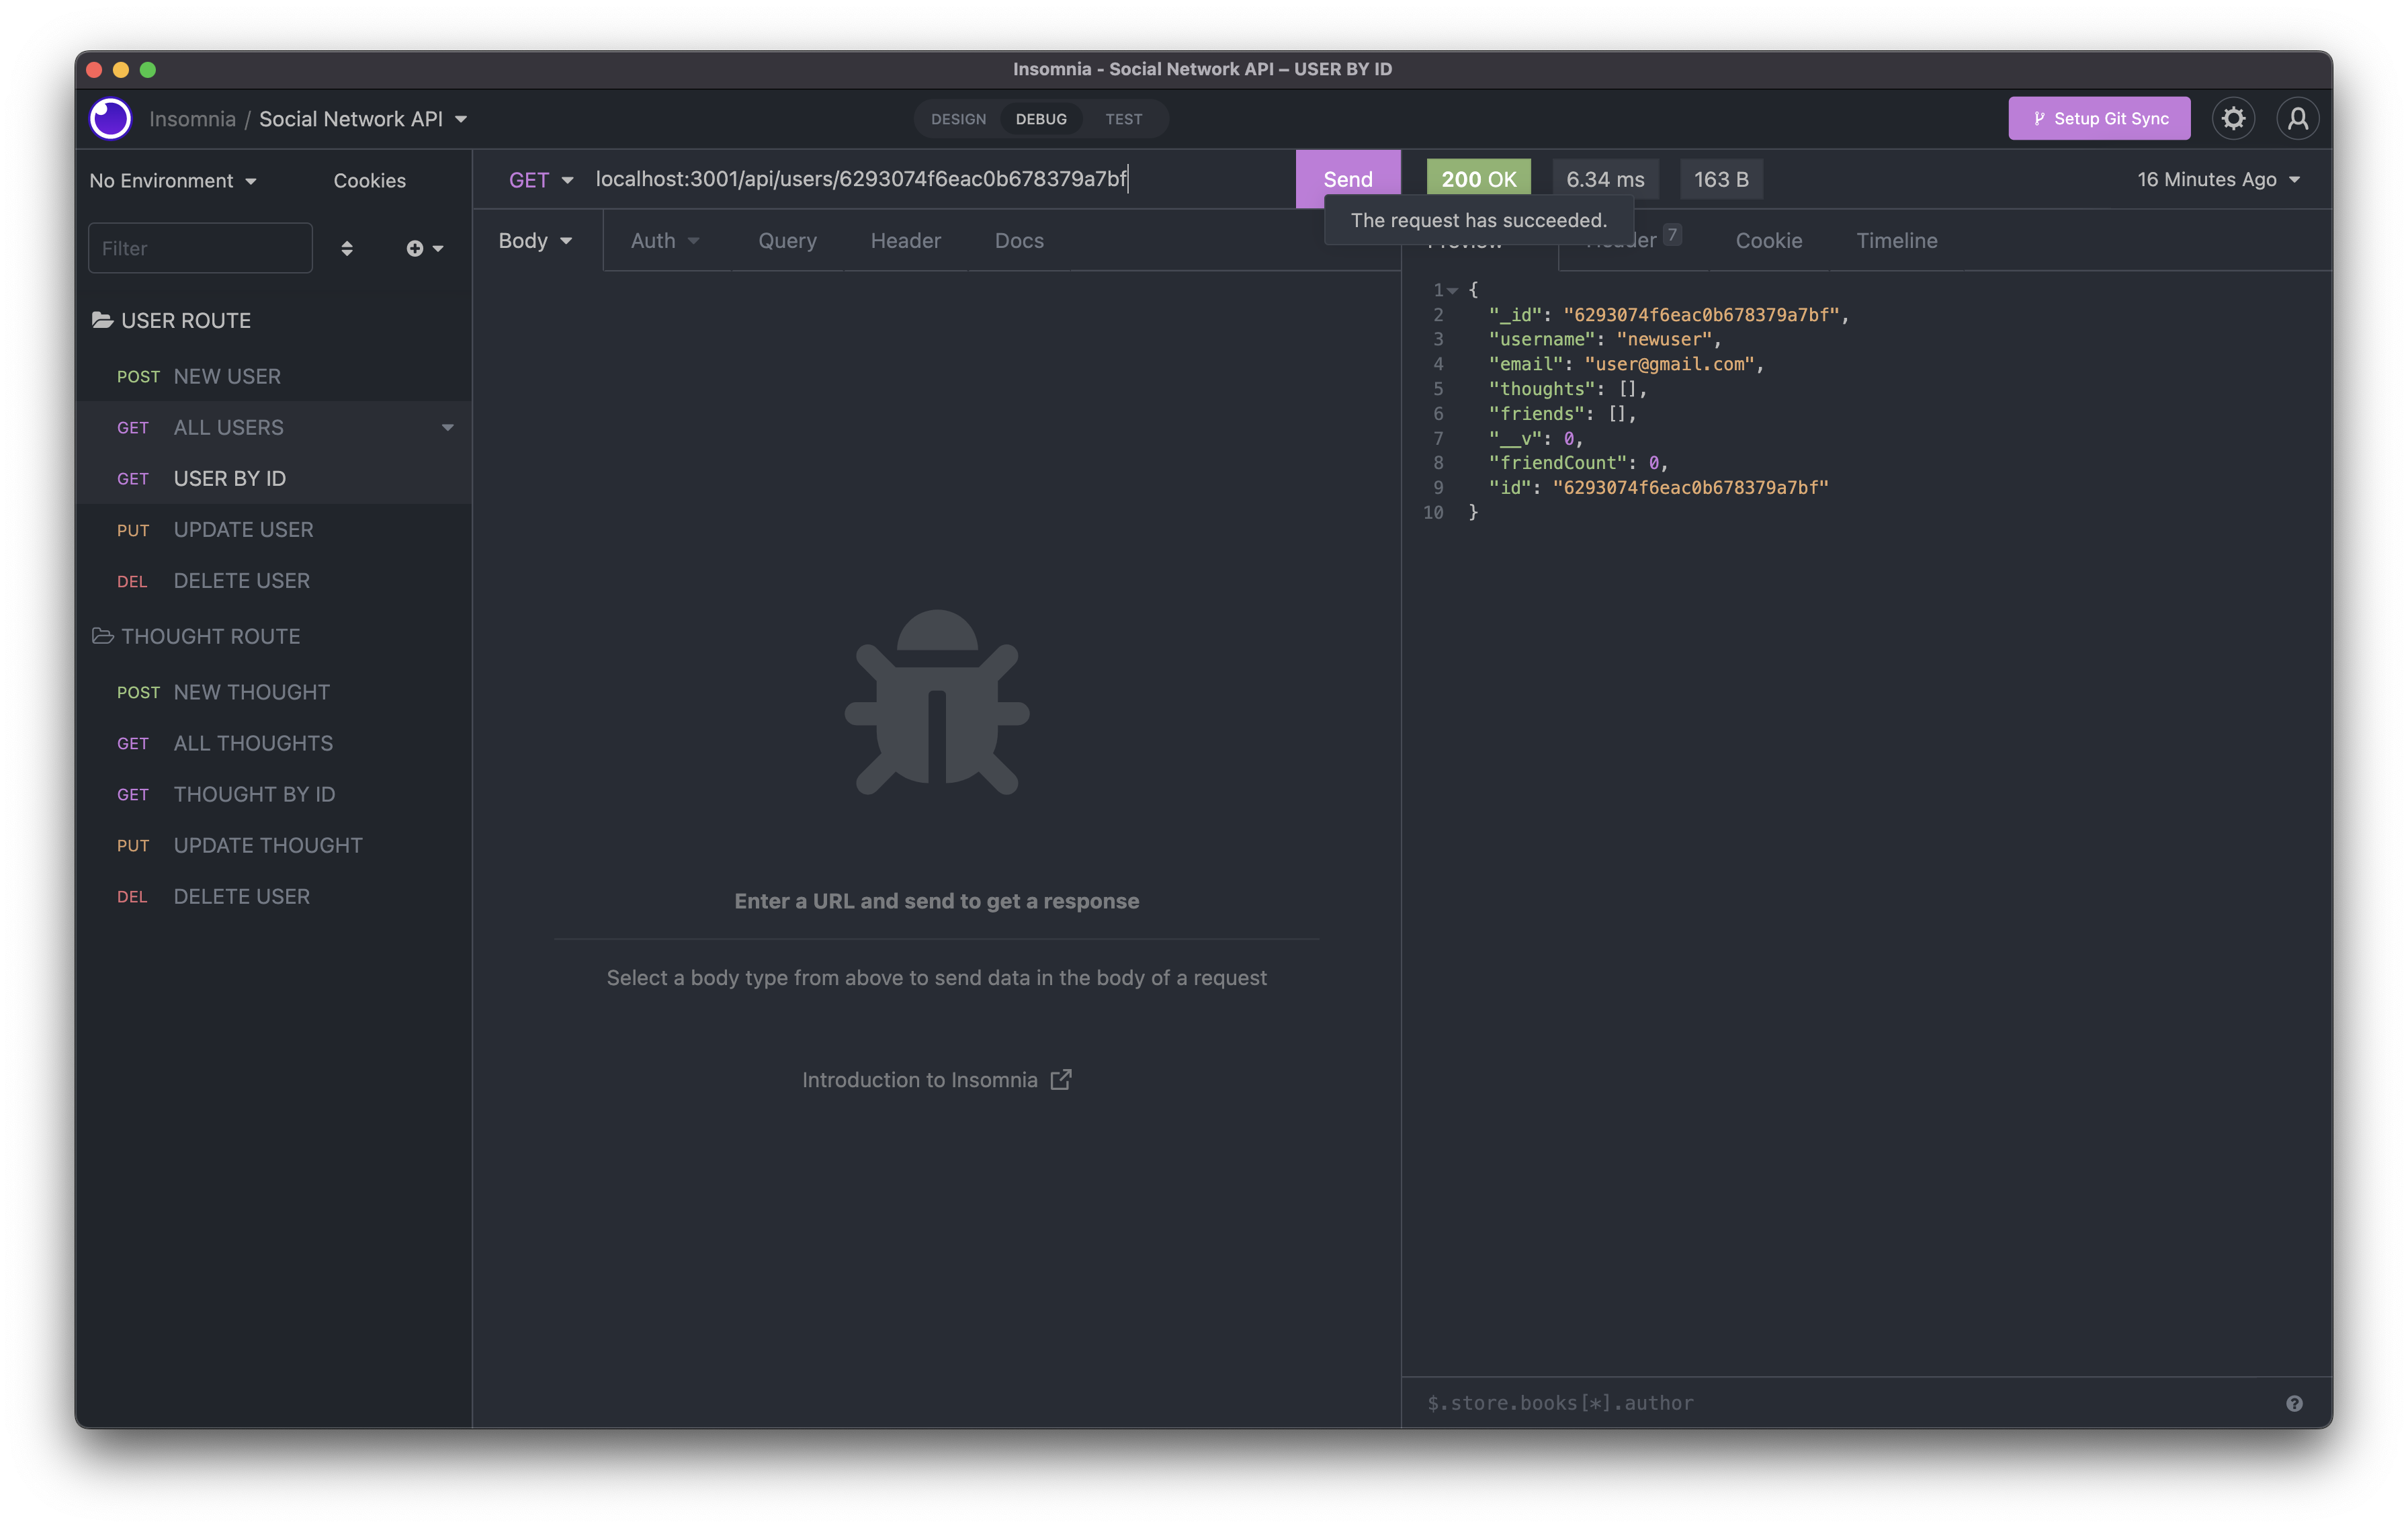 Insomnia - Social Network API – USER BY ID
Insomnia / Social Network API
DESIGN DEBUG TEST
Setup Git Sync
No Environment Cookies
Filter
USER ROUTE
POST NEW USER
GET ALL USERS
GET USER BY ID
PUT UPDATE USER
DEL DELETE USER
THOUGHT ROUTE
POST NEW THOUGHT
GET ALL THOUGHTS
GET THOUGHT BY ID
PUT UPDATE THOUGHT
DEL DELETE USER
GET localhost:3001/api/users/6293074f6eac0b678379a7bf Send
Body Auth Query Header Docs
Enter a URL and send to get a response
Select a body type from above to send data in the body of a request
Introduction to Insomnia
200 OK 6.34 ms 163 B 16 Minutes Ago
The request has succeeded.
Preview Header 7 Cookie Timeline
1 {
2 "_id": "6293074f6eac0b678379a7bf",
3 "username": "newuser",
4 "email": "user@gmail.com",
5 "thoughts": [],
6 "friends": [],
7 "__v": 0,
8 "friendCount": 0,
9 "id": "6293074f6eac0b678379a7bf"
10 }
$.store.books[*].author